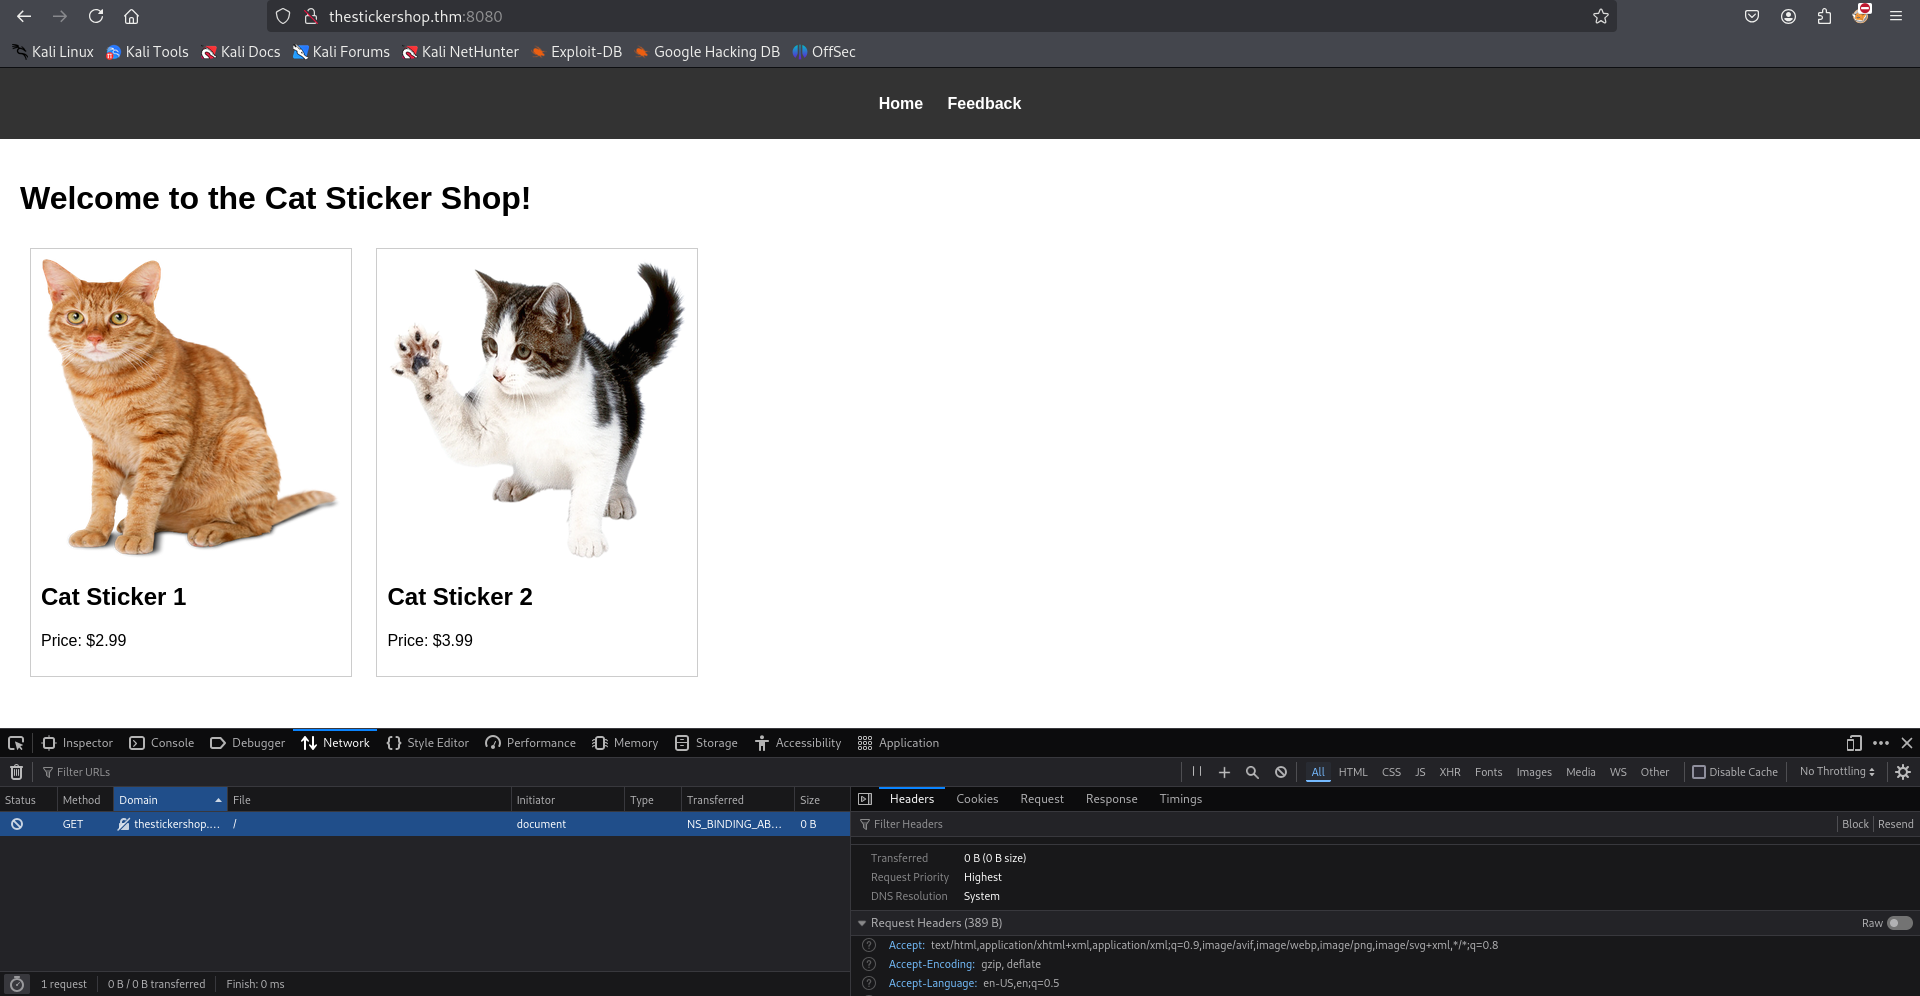 thestickershop.thm:8080
Kali Linux Kali Tools Kali Docs Kali Forums Kali NetHunter Exploit-DB Google Hacking DB OffSec
Home Feedback
Welcome to the Cat Sticker Shop!
Cat Sticker 1
Price: $2.99
Cat Sticker 2
Price: $3.99
Inspector Console Debugger Network Style Editor Performance Memory Storage Accessibility Application
Filter URLs
All HTML CSS JS XHR Fonts Images Media WS Other Disable Cache No Throttling
Status Method Domain File Initiator Type Transferred Size
GET thestickershop.... / document NS_BINDING_AB... 0 B
1 request 0 B / 0 B transferred Finish: 0 ms
Headers Cookies Request Response Timings
Filter Headers Block Resend
Transferred 0 B (0 B size)
Request Priority Highest
DNS Resolution System
Request Headers (389 B) Raw
Accept: text/html,application/xhtml+xml,application/xml;q=0.9,image/avif,image/webp,image/png,image/svg+xml,*/*;q=0.8
Accept-Encoding: gzip, deflate
Accept-Language: en-US,en;q=0.5